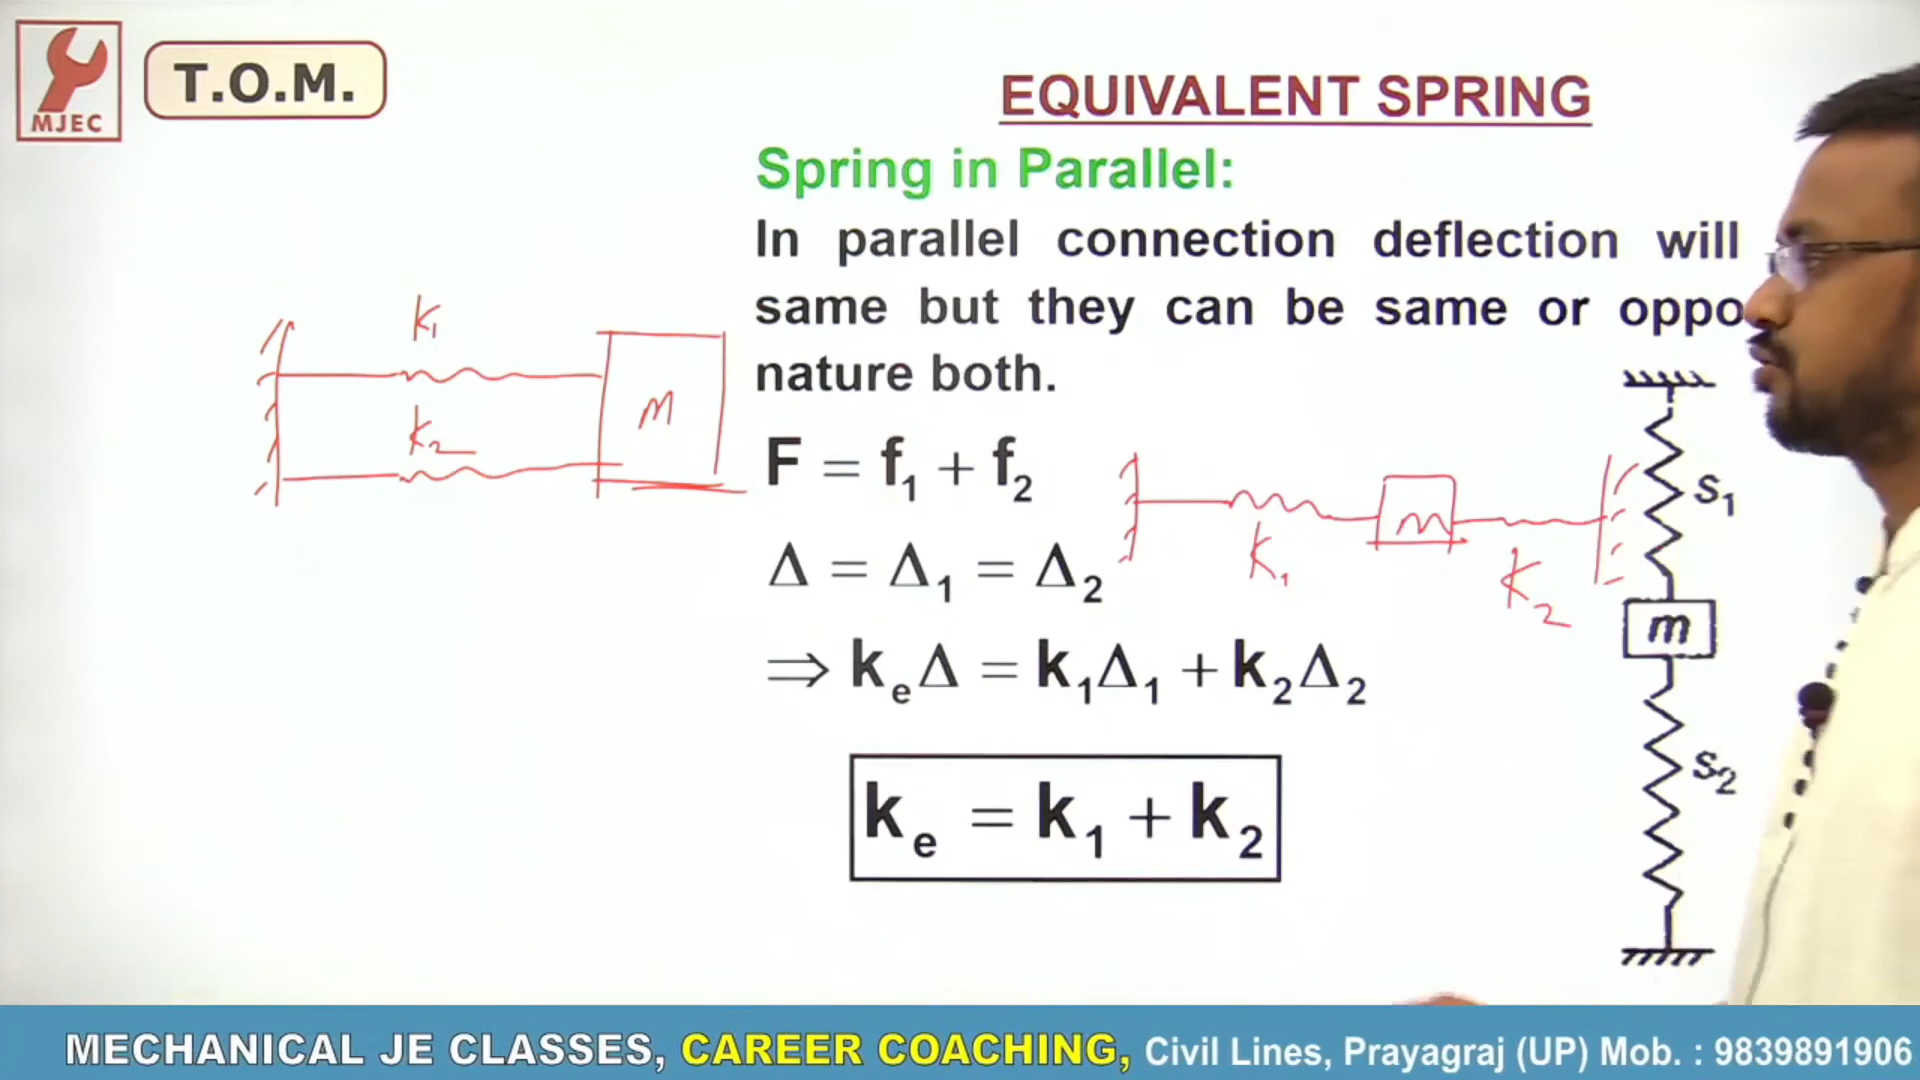 MJEC
T.O.M.
EQUIVALENT SPRING
Spring in Parallel:
In parallel connection deflection will
same but they can be same or oppo
nature both.
F = f₁ + f₂
Δ = Δ₁ = Δ₂
⇒ kₑΔ = k₁Δ₁ + k₂Δ₂
kₑ = k₁ + k₂
K₁
K₂
M
K₁
m
K₂
S₁
m
S₂
MECHANICAL JE CLASSES, CAREER COACHING, Civil Lines, Prayagraj (UP) Mob. : 9839891906